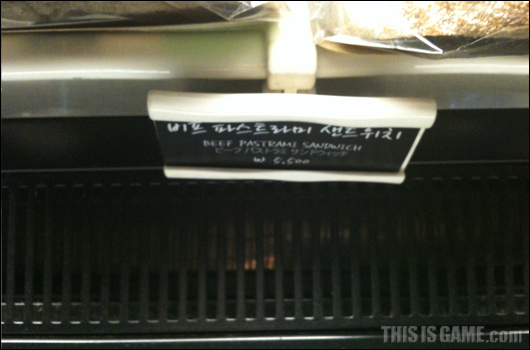 비프 파스트라미 샌드위치
BEEF PASTRAMI SANDWICH
ビーフ パストラミ サンドウィッチ
₩ 5,500
THIS IS GAME.com